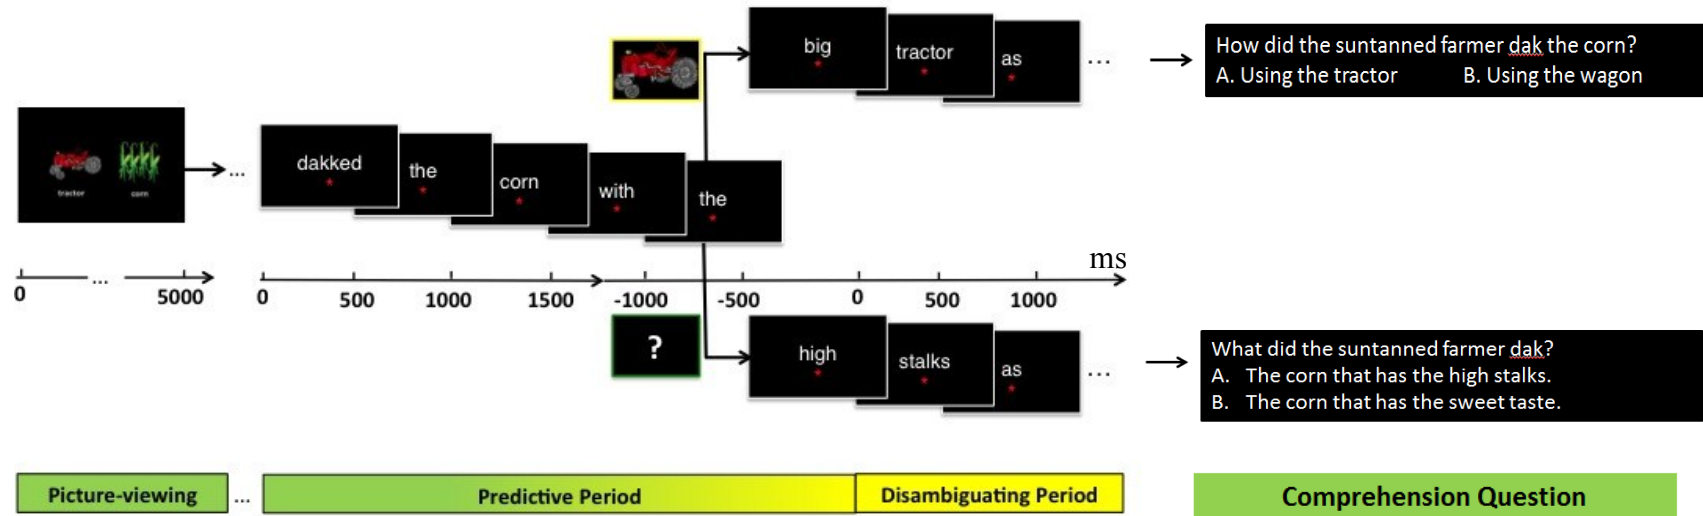 big
tractor
as
...
How did the suntanned farmer dak the corn?
A. Using the tractor B. Using the wagon
tractor
corn
...
dakked
the
corn
with
the
ms
...
0
5000
0
500
1000
1500
-1000
-500
0
500
1000
?
high
stalks
as
...
What did the suntanned farmer dak?
A. The corn that has the high stalks.
B. The corn that has the sweet taste.
Picture-viewing
...
Predictive Period
Disambiguating Period
Comprehension Question